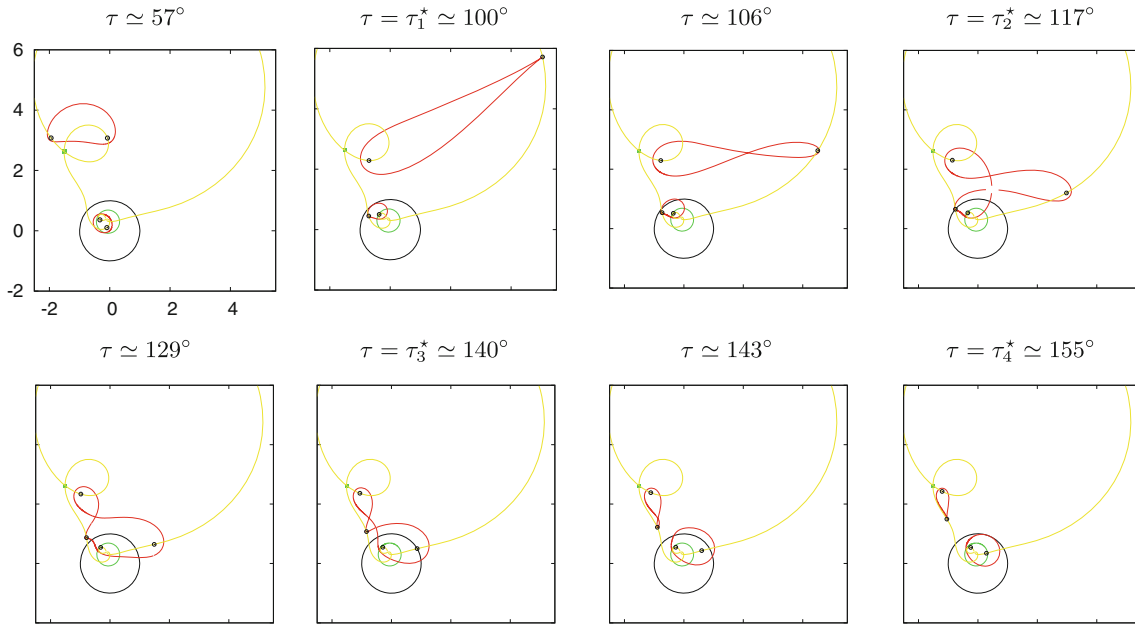 τ ≃ 57°
τ = τ₁* ≃ 100°
τ ≃ 106°
τ = τ₂* ≃ 117°
6
4
2
0
-2
-2 0 2 4
τ ≃ 129°
τ = τ₃* ≃ 140°
τ ≃ 143°
τ = τ₄* ≃ 155°